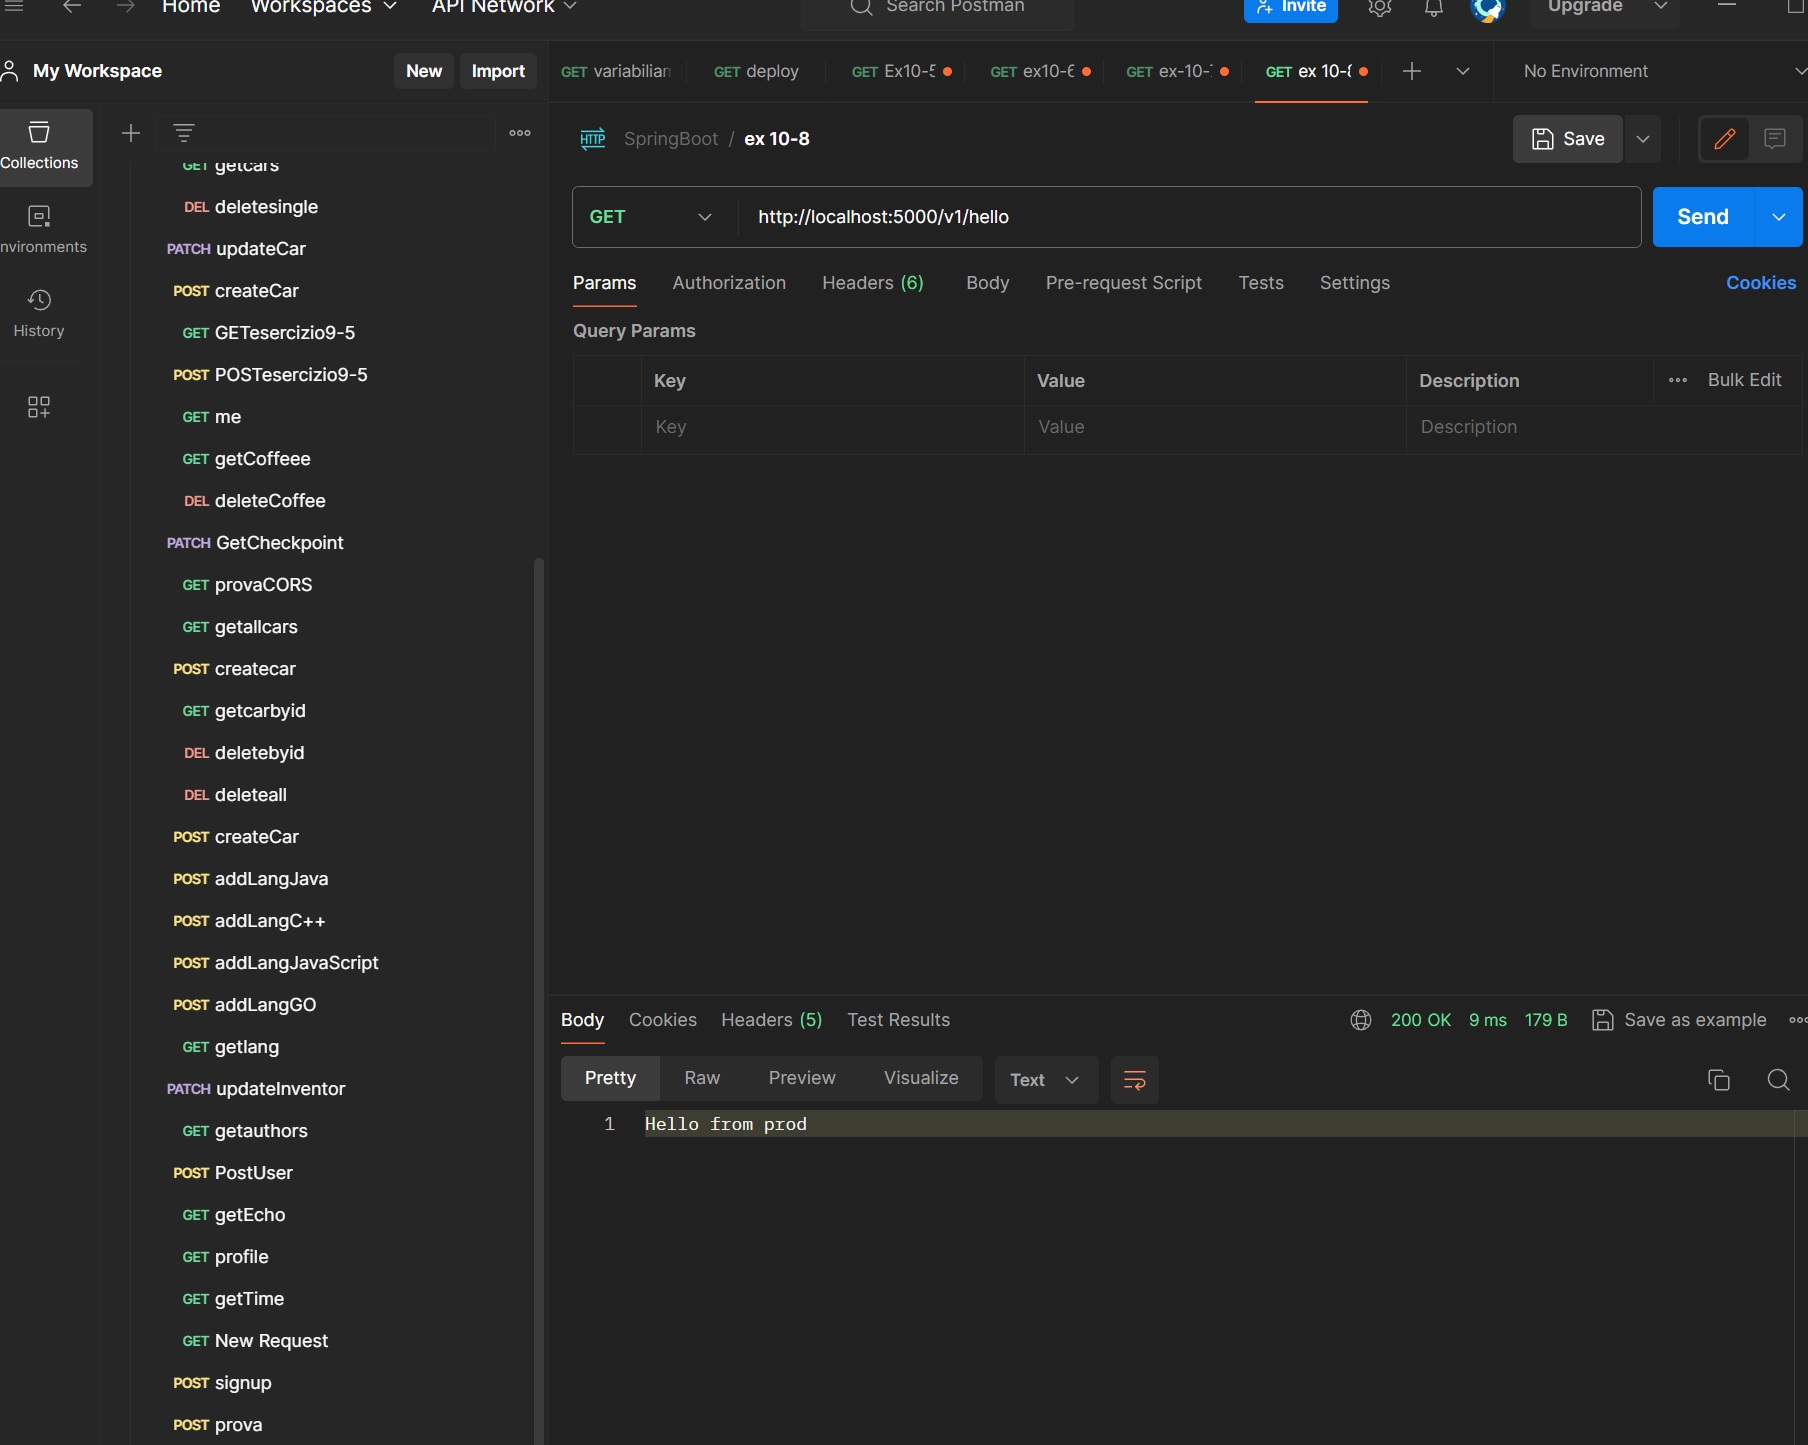 Home Workspaces API Network Search Postman Invite Upgrade
My Workspace New Import
GET variabilian GET deploy GET Ex10-5 GET ex10-6 GET ex-10- GET ex 10- No Environment
Collections
nvironments
History
GET getcars
DEL deletesingle
PATCH updateCar
POST createCar
GET GETesercizio9-5
POST POSTesercizio9-5
GET me
GET getCoffeee
DEL deleteCoffee
PATCH GetCheckpoint
GET provaCORS
GET getallcars
POST createcar
GET getcarbyid
DEL deletebyid
DEL deleteall
POST createCar
POST addLangJava
POST addLangC++
POST addLangJavaScript
POST addLangGO
GET getlang
PATCH updateInventor
GET getauthors
POST PostUser
GET getEcho
GET profile
GET getTime
GET New Request
POST signup
POST prova
HTTP SpringBoot / ex 10-8 Save
GET http://localhost:5000/v1/hello Send
Params Authorization Headers (6) Body Pre-request Script Tests Settings Cookies
Query Params
Key Value Description Bulk Edit
Key Value Description
Body Cookies Headers (5) Test Results 200 OK 9 ms 179 B Save as example
Pretty Raw Preview Visualize Text
1 Hello from prod